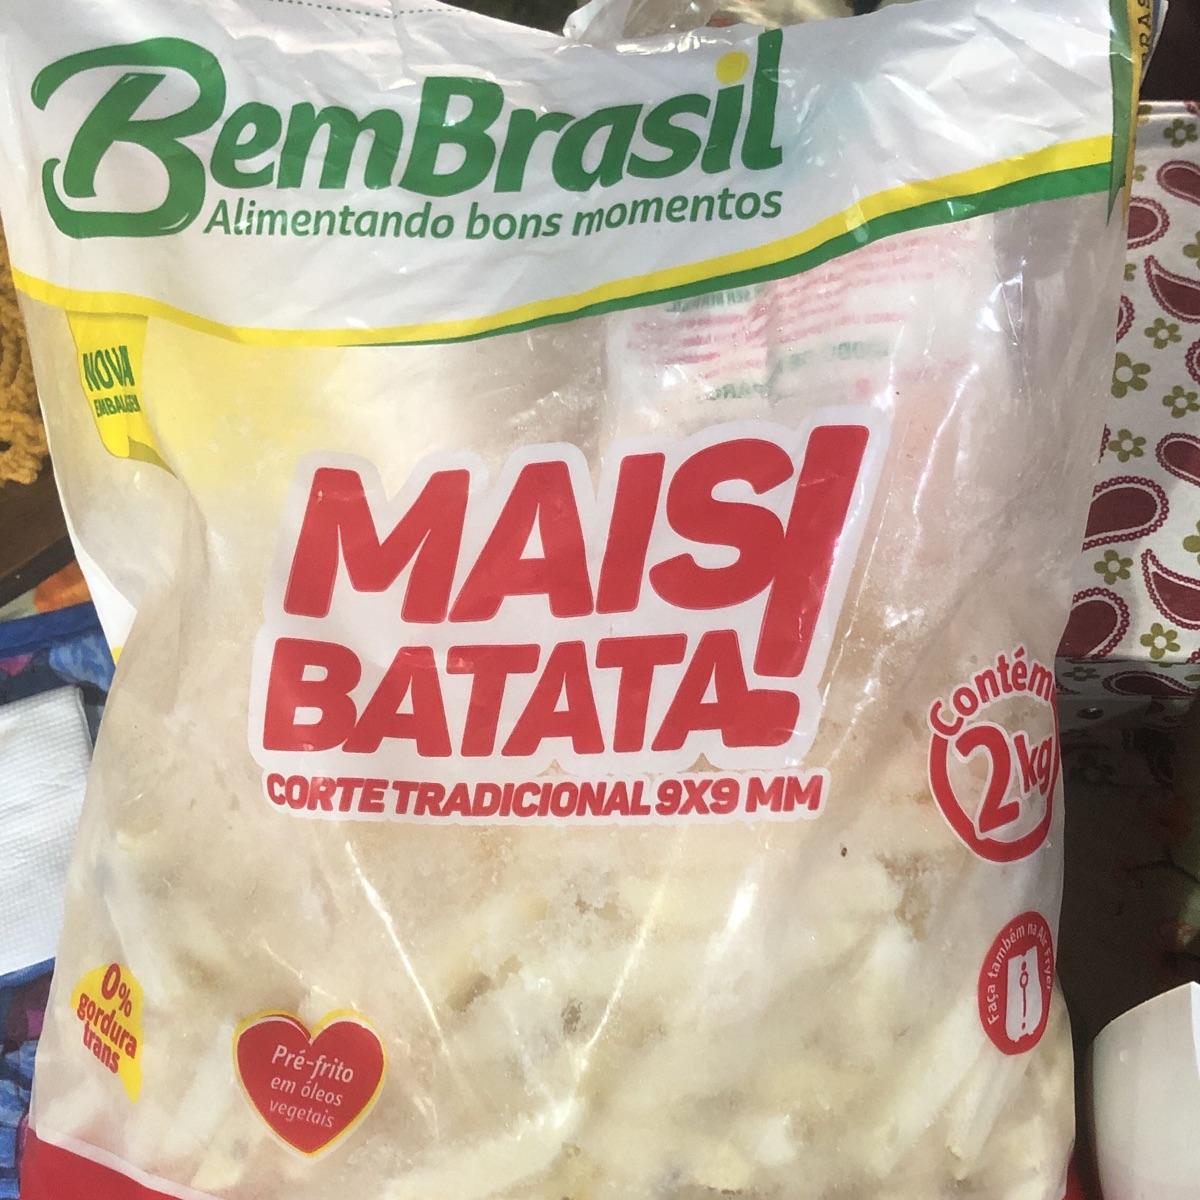 BemBrasil
Alimentando bons momentos
NOVA
EMBALAGEM
MAIS
BATATA!
CORTE TRADICIONAL 9X9 MM
Contém
2kg
Faça também na Air Fryer
0%
gordura
trans
Pré-frito
em óleos
vegetais